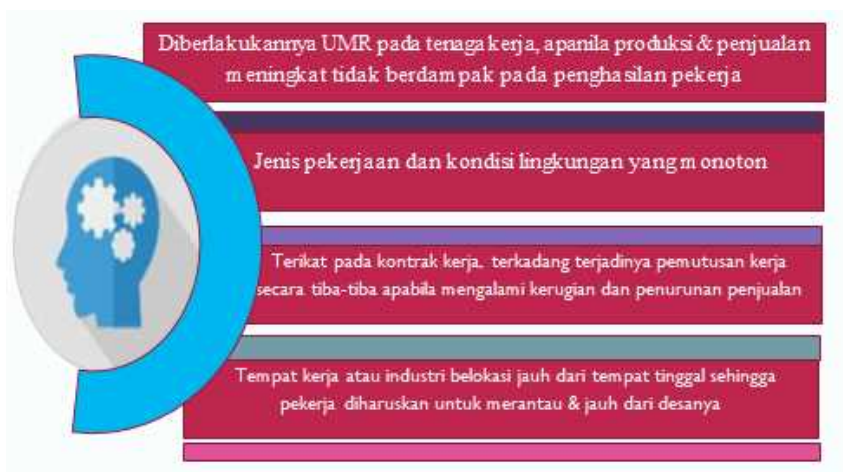 Diberlakukannya UMR pada tenaga kerja, apanila produksi & penjualan
meningkat tidak berdampak pada penghasilan pekerja
Jenis pekerjaan dan kondisi lingkungan yang monoton
Terikat pada kontrak kerja, terkadang terjadinya pemutusan kerja
secara tiba-tiba apabila mengalami kerugian dan penurunan penjualan
Tempat kerja atau industri belokasi jauh dari tempat tinggal sehingga
pekerja diharuskan untuk merantau & jauh dari desanya